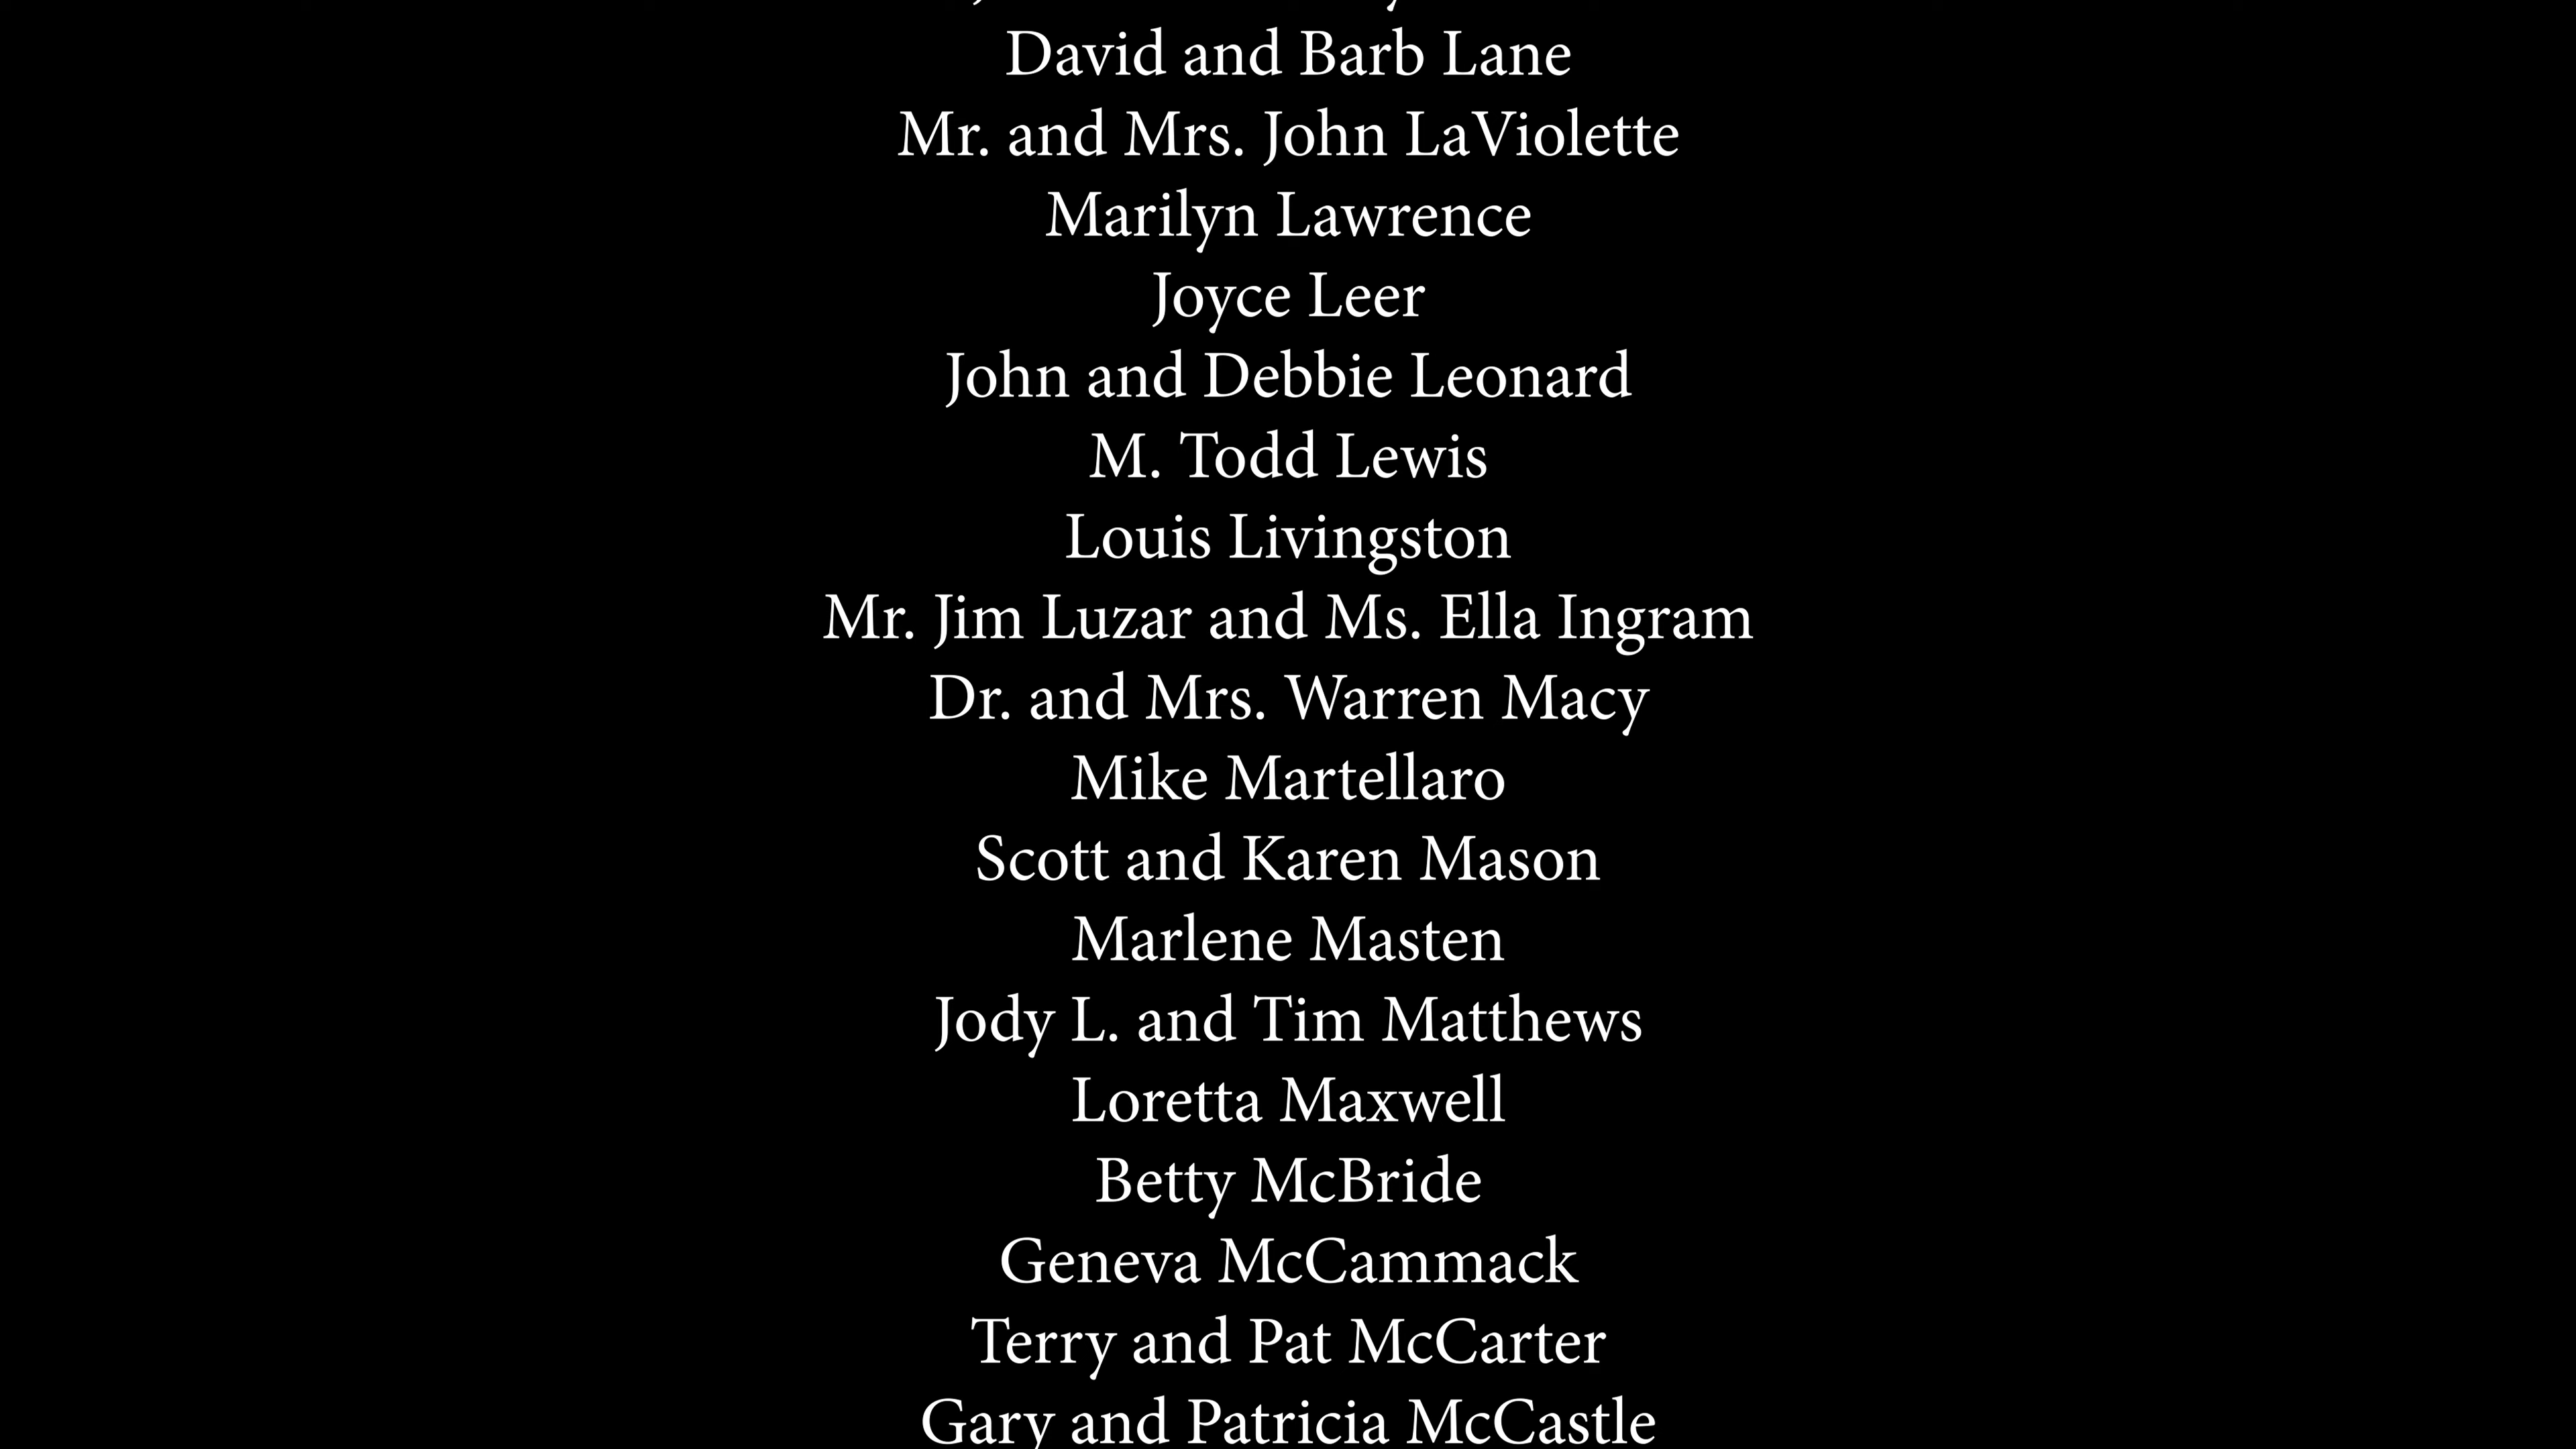 David and Barb Lane
Mr. and Mrs. John LaViolette
Marilyn Lawrence
Joyce Leer
John and Debbie Leonard
M. Todd Lewis
Louis Livingston
Mr. Jim Luzar and Ms. Ella Ingram
Dr. and Mrs. Warren Macy
Mike Martellaro
Scott and Karen Mason
Marlene Masten
Jody L. and Tim Matthews
Loretta Maxwell
Betty McBride
Geneva McCammack
Terry and Pat McCarter
Gary and Patricia McCastle